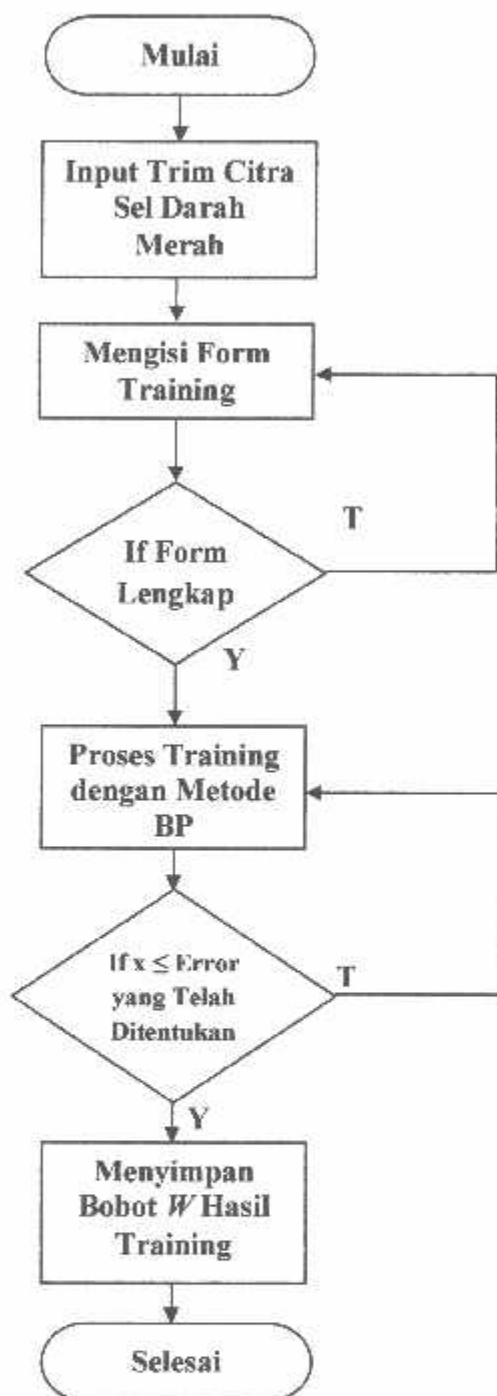 Mulai
Input Trim Citra
Sel Darah
Merah
Mengisi Form
Training
T
If Form
Lengkap
Y
Proses Training
dengan Metode
BP
If x ≤ Error
yang Telah
Ditentukan
T
Y
Menyimpan
Bobot W Hasil
Training
Selesai